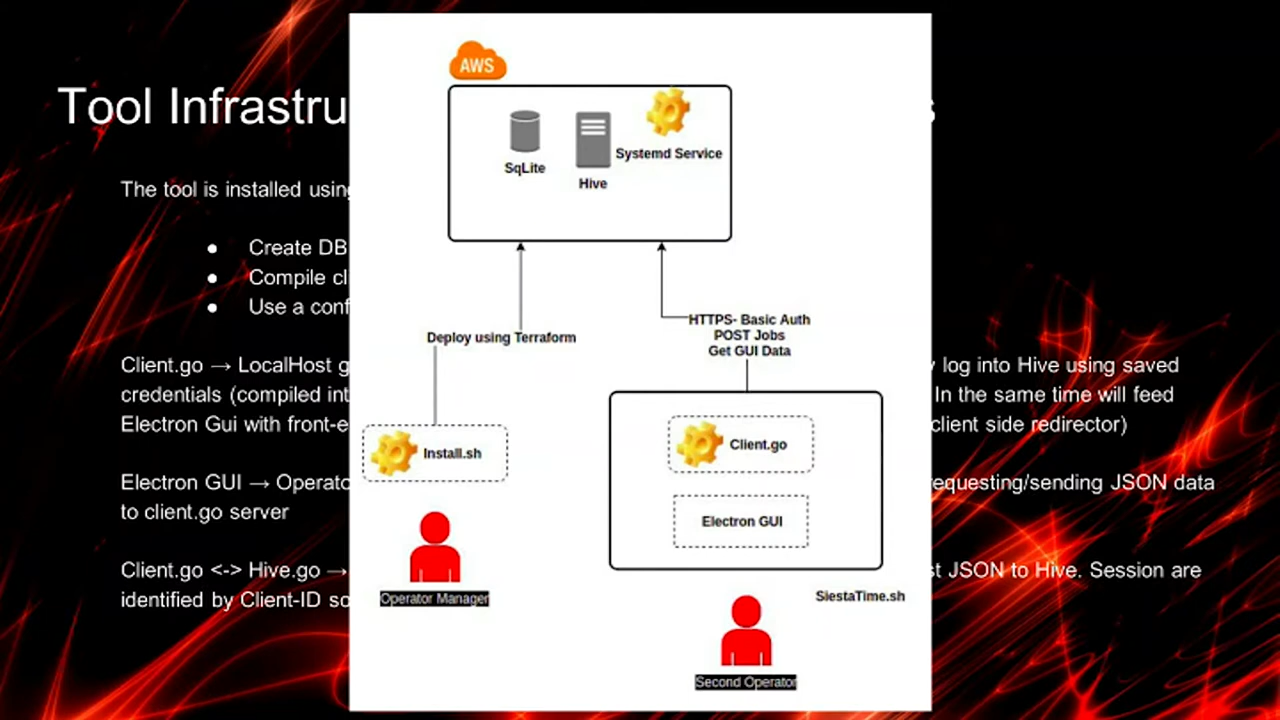 Tool Infrastru
The tool is installed using
● Create DB
● Compile cl
● Use a conf
Client.go → LocalHost g
log into Hive using saved
credentials (compiled int
In the same time will feed
Electron Gui with front-e
client side redirector)
Electron GUI → Operato
requesting/sending JSON data
to client.go server
Client.go <-> Hive.go →
st JSON to Hive. Session are
identified by Client-ID so
AWS
SqLite
Hive
Systemd Service
Deploy using Terraform
HTTPS- Basic Auth
POST Jobs
Get GUI Data
Install.sh
Client.go
Electron GUI
Operator Manager
SiestaTime.sh
Second Operator